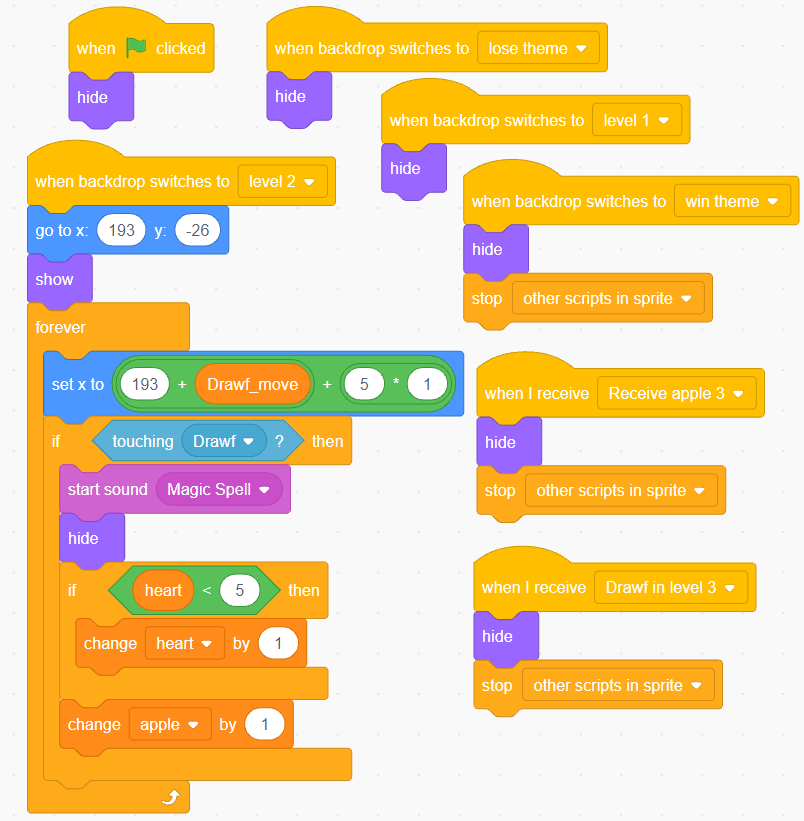 when clicked
hide
when backdrop switches to lose theme
hide
when backdrop switches to level 1
hide
when backdrop switches to level 2
go to x: 193 y: -26
show
forever
set x to 193 + Drawf_move + 5 * 1
if touching Drawf ? then
start sound Magic Spell
hide
if heart < 5 then
change heart by 1
change apple by 1
when backdrop switches to win theme
hide
stop other scripts in sprite
when I receive Receive apple 3
hide
stop other scripts in sprite
when I receive Drawf in level 3
hide
stop other scripts in sprite